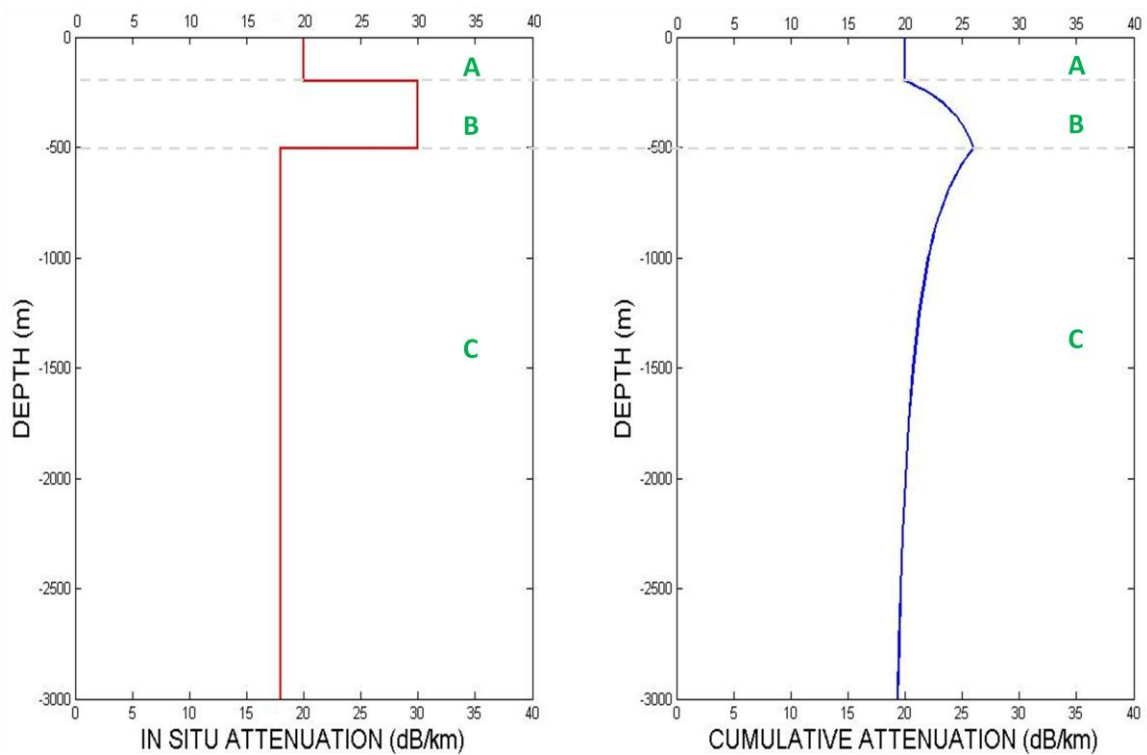 0 5 10 15 20 25 30 35 40
0
-500
-1000
-1500
-2000
-2500
-3000
DEPTH (m)
A
B
C
0 5 10 15 20 25 30 35 40
IN SITU ATTENUATION (dB/km)
0 5 10 15 20 25 30 35 40
0
-500
-1000
-1500
-2000
-2500
-3000
DEPTH (m)
A
B
C
0 5 10 15 20 25 30 35 40
CUMULATIVE ATTENUATION (dB/km)